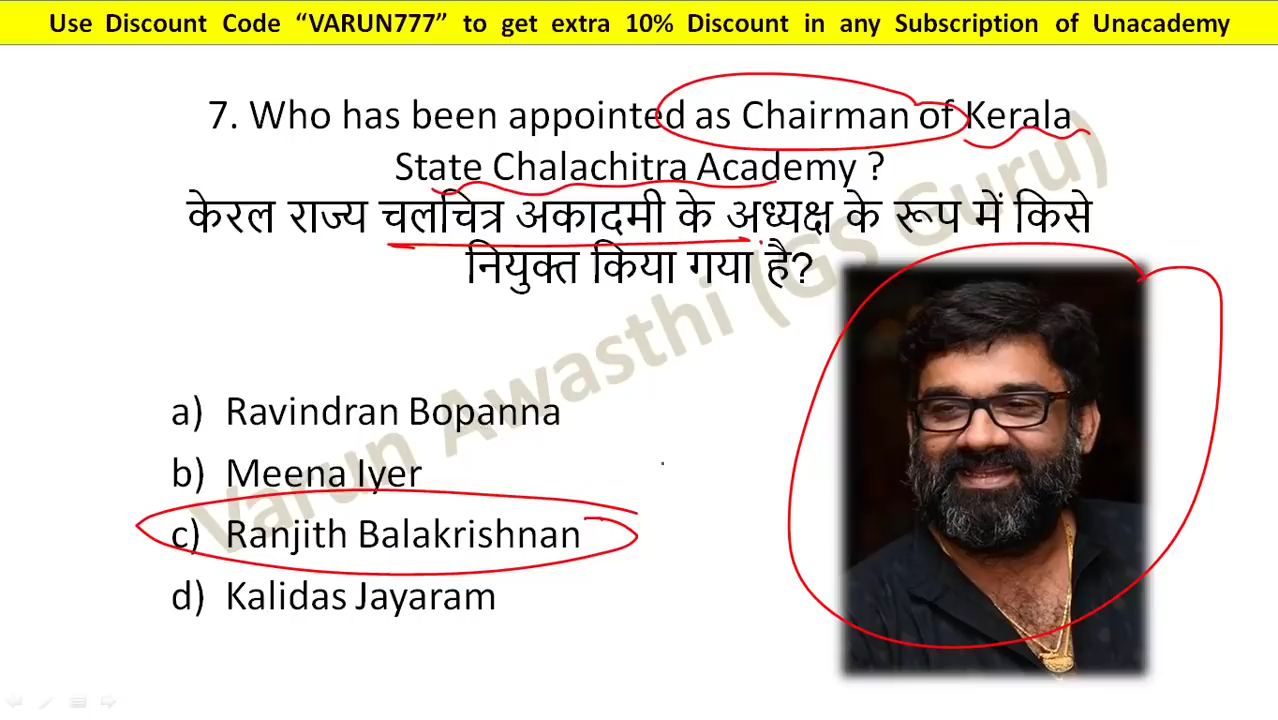 Use Discount Code “VARUN777” to get extra 10% Discount in any Subscription of Unacademy
7. Who has been appointed as Chairman of Kerala
State Chalachitra Academy ?
केरल राज्य चलचित्र अकादमी के अध्यक्ष के रूप में किसे
नियुक्त किया गया है?
Varun Awasthi (GS Guru)
a) Ravindran Bopanna
b) Meena Iyer
c) Ranjith Balakrishnan
d) Kalidas Jayaram